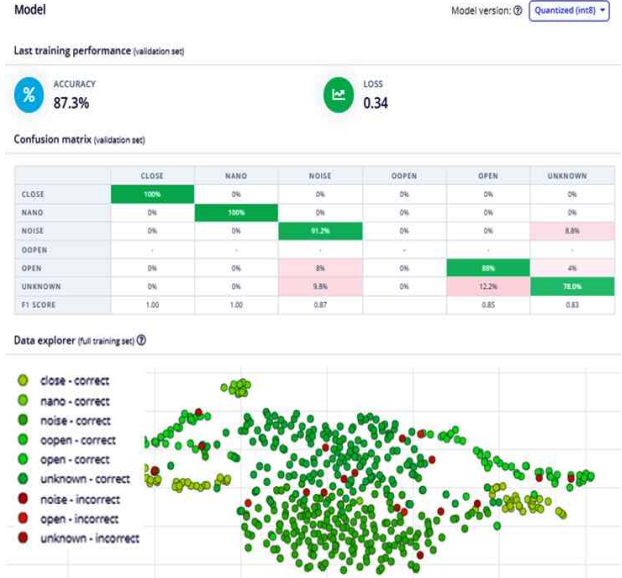 Model
Model version: Quantized (int8)
Last training performance (validation set)
ACCURACY
87.3%
LOSS
0.34
Confusion matrix (validation set)
CLOSE NANO NOISE OOPEN OPEN UNKNOWN
CLOSE 100% 0% 0% 0% 0% 0%
NANO 0% 100% 0% 0% 0% 0%
NOISE 0% 0% 91.2% 0% 0% 8.8%
OOPEN - - - - - -
OPEN 0% 0% 8% 0% 88% 4%
UNKNOWN 0% 0% 9.8% 0% 12.2% 78.0%
F1 SCORE 1.00 1.00 0.87 0.85 0.83
Data explorer (full training set)
close - correct
nano - correct
noise - correct
oopen - correct
open - correct
unknown - correct
noise - incorrect
open - incorrect
unknown - incorrect